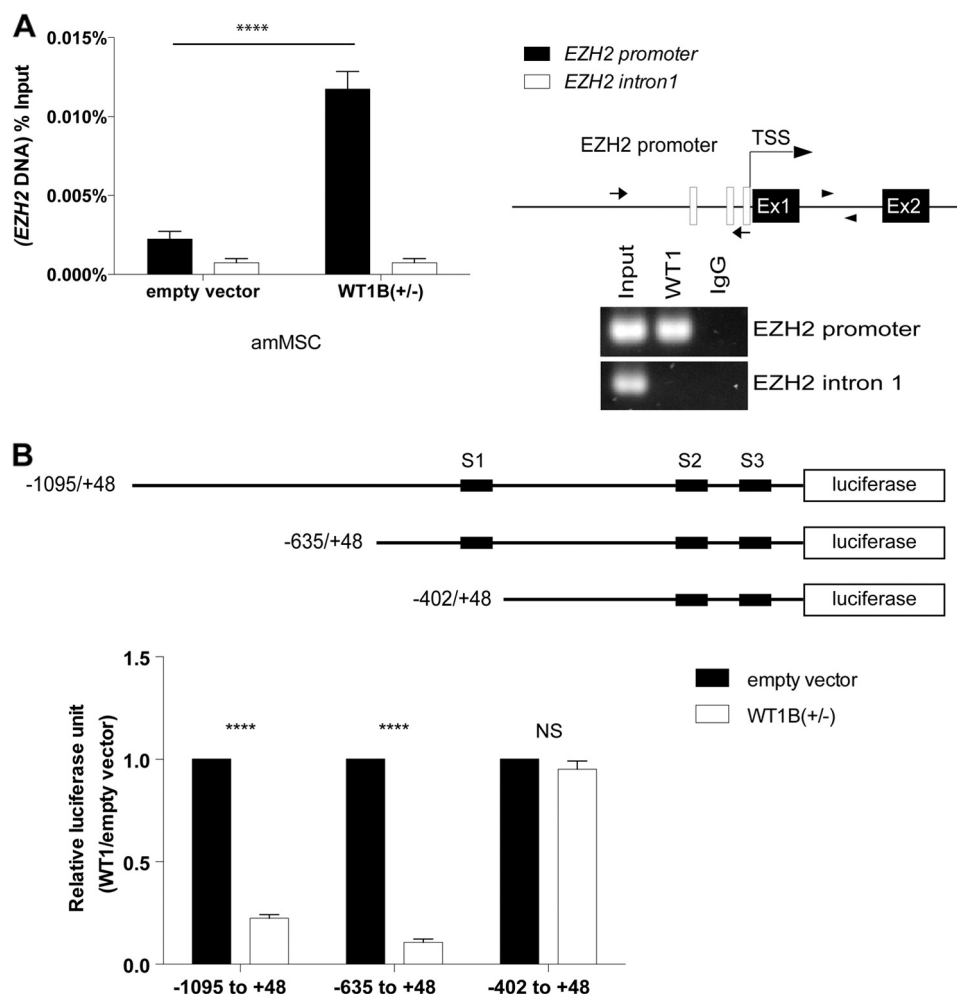 A
0.015%
0.010%
0.005%
0.000%
(EZH2 DNA) % Input
****
empty vector
WT1B(+/-)
amMSC
EZH2 promoter
EZH2 intron1
EZH2 promoter
TSS
Ex1
Ex2
Input
WT1
IgG
EZH2 promoter
EZH2 intron 1
B
S1 S2 S3
-1095/+48 luciferase
-635/+48 luciferase
-402/+48 luciferase
1.5
1.0
0.5
0.0
Relative luciferase unit
(WT1/empty vector)
**** **** NS
empty vector
WT1B(+/-)
-1095 to +48 -635 to +48 -402 to +48